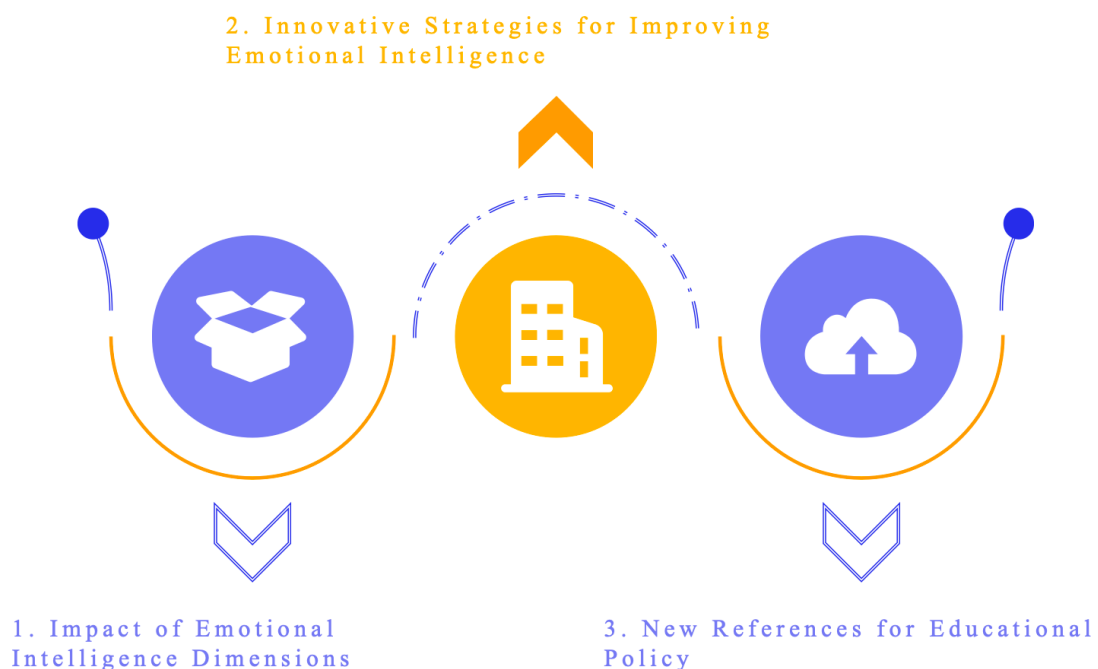 2. Innovative Strategies for Improving
Emotional Intelligence
1. Impact of Emotional
Intelligence Dimensions
3. New References for Educational
Policy